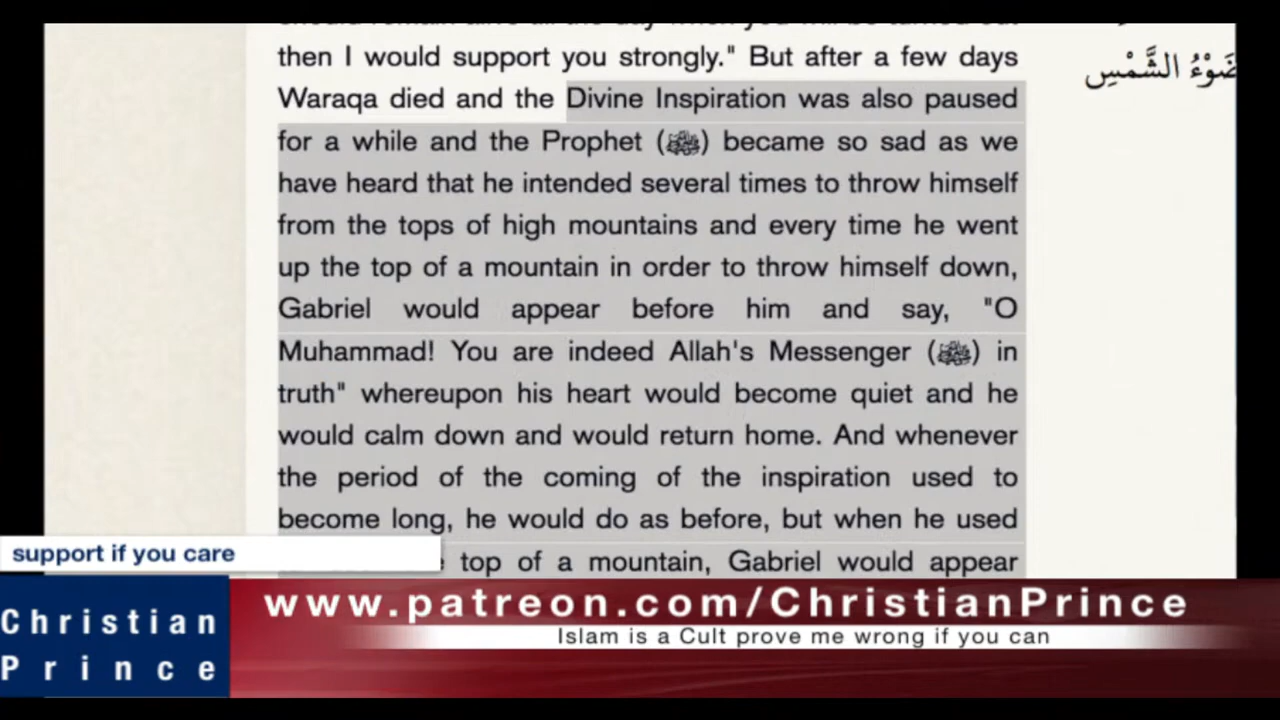 then I would support you strongly." But after a few days
Waraqa died and the Divine Inspiration was also paused
for a while and the Prophet (ﷺ) became so sad as we
have heard that he intended several times to throw himself
from the tops of high mountains and every time he went
up the top of a mountain in order to throw himself down,
Gabriel would appear before him and say, "O
Muhammad! You are indeed Allah's Messenger (ﷺ) in
truth" whereupon his heart would become quiet and he
would calm down and would return home. And whenever
the period of the coming of the inspiration used to
become long, he would do as before, but when he used
top of a mountain, Gabriel would appear
ضَوْءُ الشَّمْسِ
support if you care
Christian
Prince
www.patreon.com/ChristianPrince
Islam is a Cult prove me wrong if you can